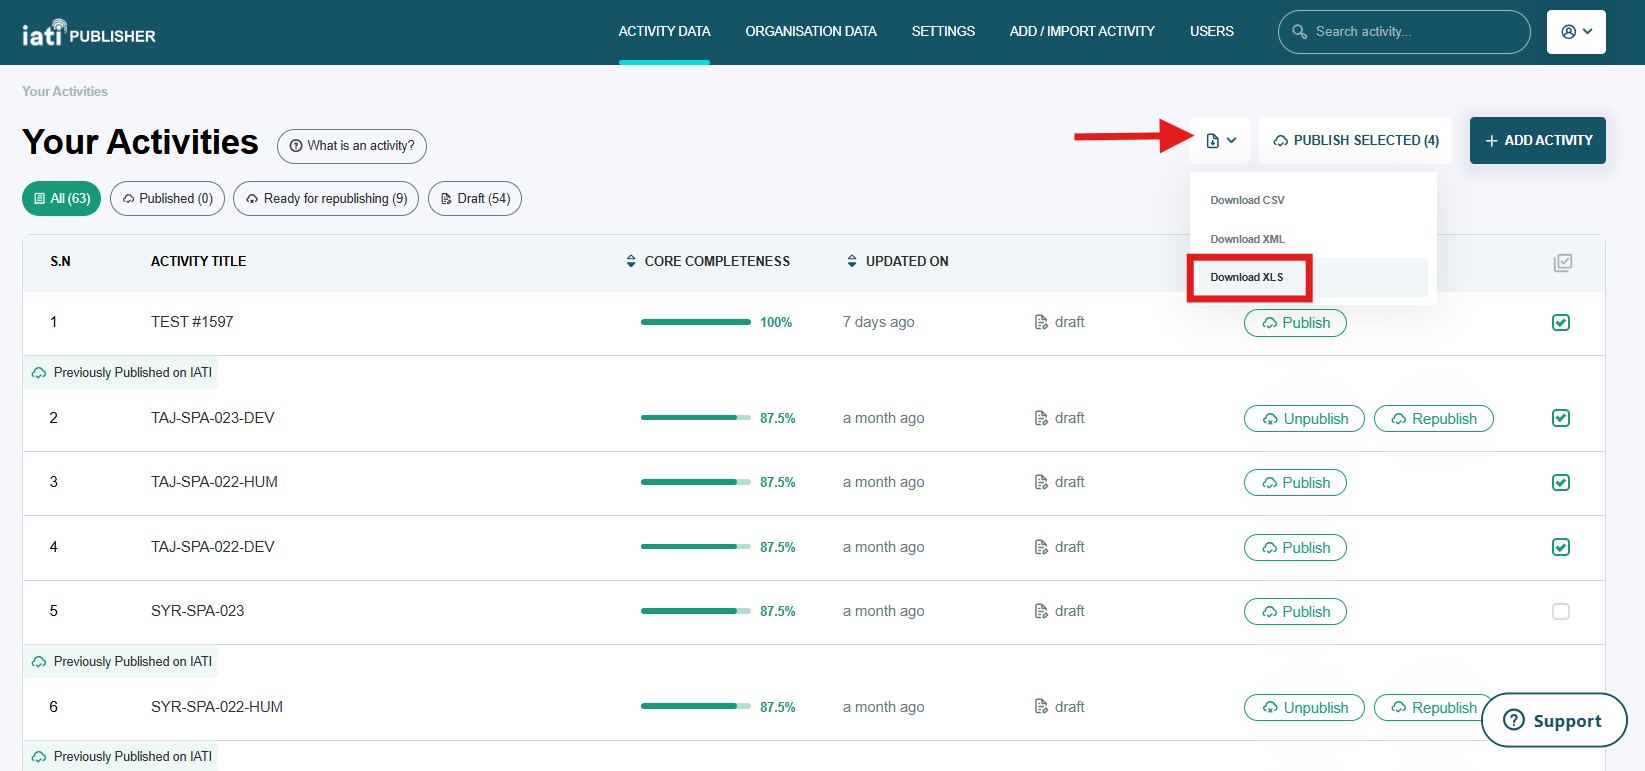 iati PUBLISHER
ACTIVITY DATA
ORGANISATION DATA
SETTINGS
ADD / IMPORT ACTIVITY
USERS
Search activity...
Your Activities
Your Activities
What is an activity?
PUBLISH SELECTED (4)
ADD ACTIVITY
All (63)
Published (0)
Ready for republishing (9)
Draft (54)
Download CSV
Download XML
Download XLS
S.N ACTIVITY TITLE CORE COMPLETENESS UPDATED ON
1 TEST #1597 100% 7 days ago draft Publish
Previously Published on IATI
2 TAJ-SPA-023-DEV 87.5% a month ago draft Unpublish Republish
3 TAJ-SPA-022-HUM 87.5% a month ago draft Publish
4 TAJ-SPA-022-DEV 87.5% a month ago draft Publish
5 SYR-SPA-023 87.5% a month ago draft Publish
Previously Published on IATI
6 SYR-SPA-022-HUM 87.5% a month ago draft Unpublish Republish
Support
Previously Published on IATI